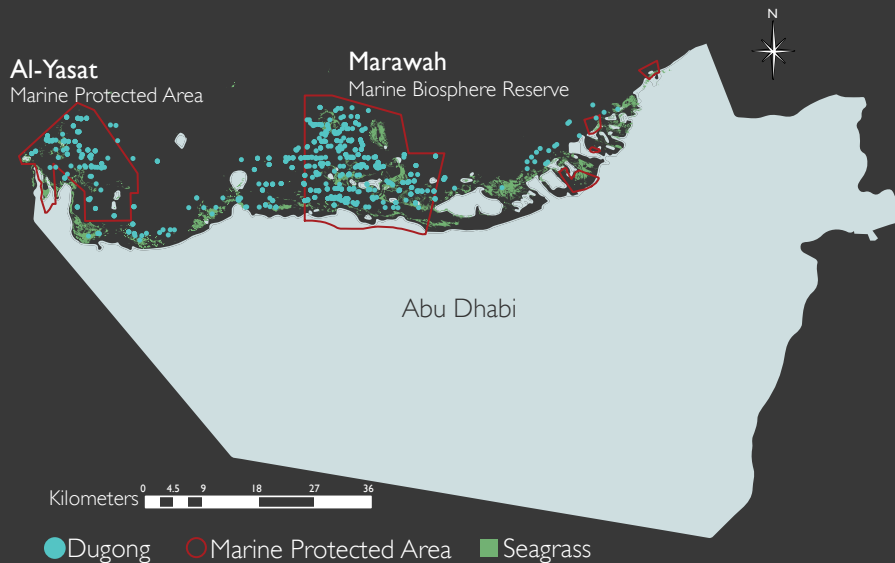 N
Al-Yasat
Marine Protected Area
Marawah
Marine Biosphere Reserve
Abu Dhabi
Kilometers
0 4.5 9 18 27 36
Dugong
Marine Protected Area
Seagrass